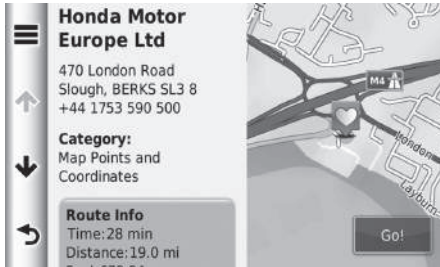 Honda Motor
Europe Ltd
470 London Road
Slough, BERKS SL3 8
+44 1753 590 500
Category:
Map Points and
Coordinates
Route Info
Time:28 min
Distance:19.0 mi
M4
London
Go!